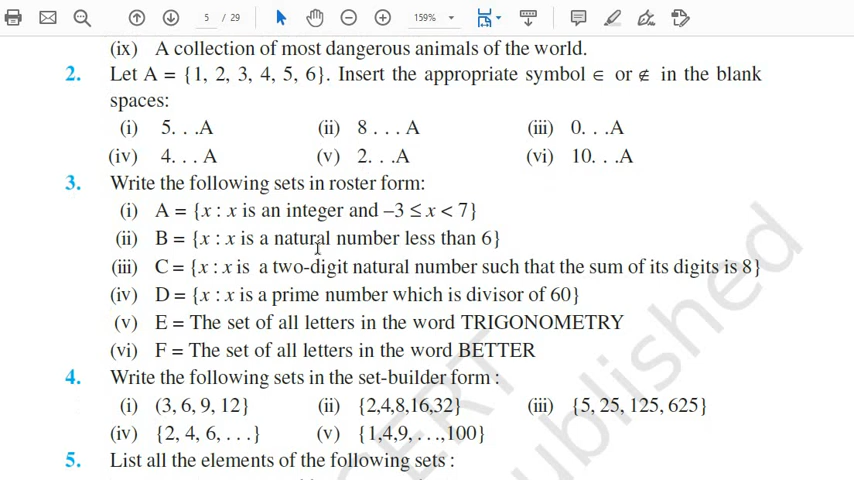 5 / 29 159%
(ix) A collection of most dangerous animals of the world.
2. Let A = {1, 2, 3, 4, 5, 6}. Insert the appropriate symbol ∈ or ∉ in the blank
spaces:
(i) 5. . .A (ii) 8 . . . A (iii) 0. . .A
(iv) 4. . . A (v) 2. . .A (vi) 10. . .A
3. Write the following sets in roster form:
(i) A = {x : x is an integer and –3 ≤ x < 7}
(ii) B = {x : x is a natural number less than 6}
(iii) C = {x : x is a two-digit natural number such that the sum of its digits is 8}
(iv) D = {x : x is a prime number which is divisor of 60}
(v) E = The set of all letters in the word TRIGONOMETRY
(vi) F = The set of all letters in the word BETTER
4. Write the following sets in the set-builder form :
(i) (3, 6, 9, 12} (ii) {2,4,8,16,32} (iii) {5, 25, 125, 625}
(iv) {2, 4, 6, . . .} (v) {1,4,9, . . .,100}
5. List all the elements of the following sets :